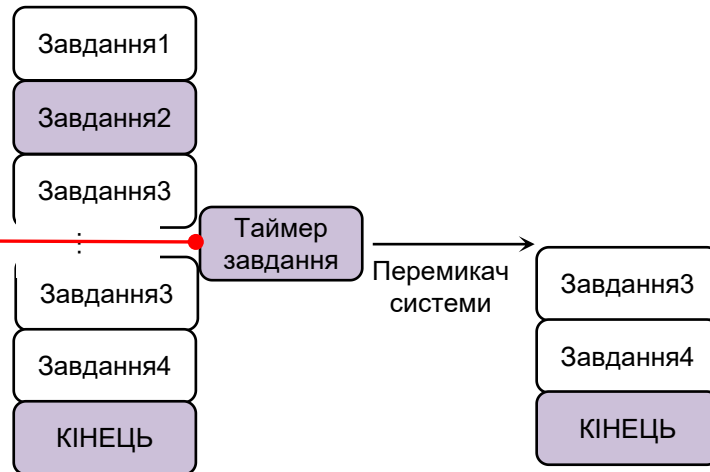 Завдання1
Завдання2
Завдання3
⋮
Завдання3
Завдання4
КІНЕЦЬ
Таймер
завдання
Перемикач
системи
Завдання3
Завдання4
КІНЕЦЬ